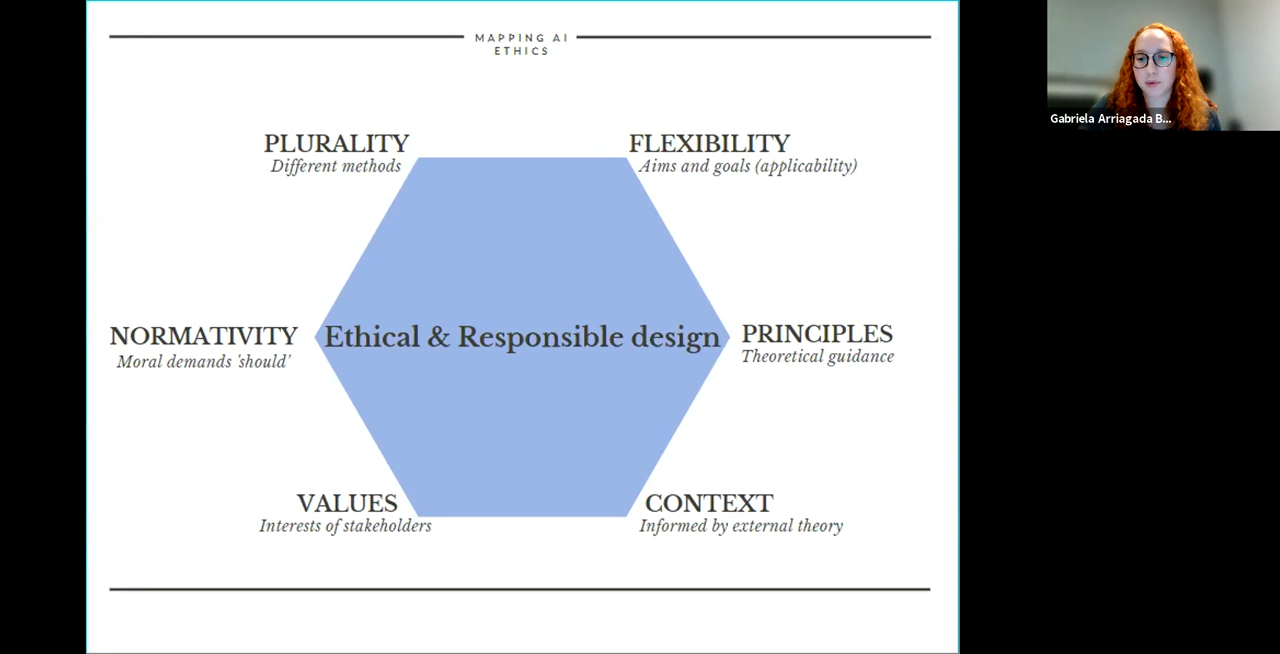 MAPPING AI
ETHICS
PLURALITY
Different methods
FLEXIBILITY
Aims and goals (applicability)
NORMATIVITY
Moral demands 'should'
Ethical & Responsible design
PRINCIPLES
Theoretical guidance
VALUES
Interests of stakeholders
CONTEXT
Informed by external theory
Gabriela Arriagada B...